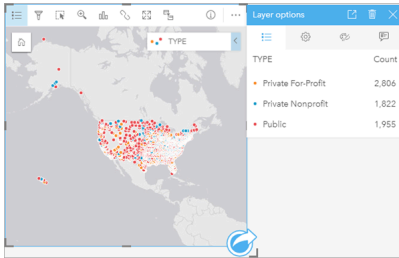 TYPE
Layer options
TYPE Count
Private For-Profit 2,806
Private Nonprofit 1,822
Public 1,955